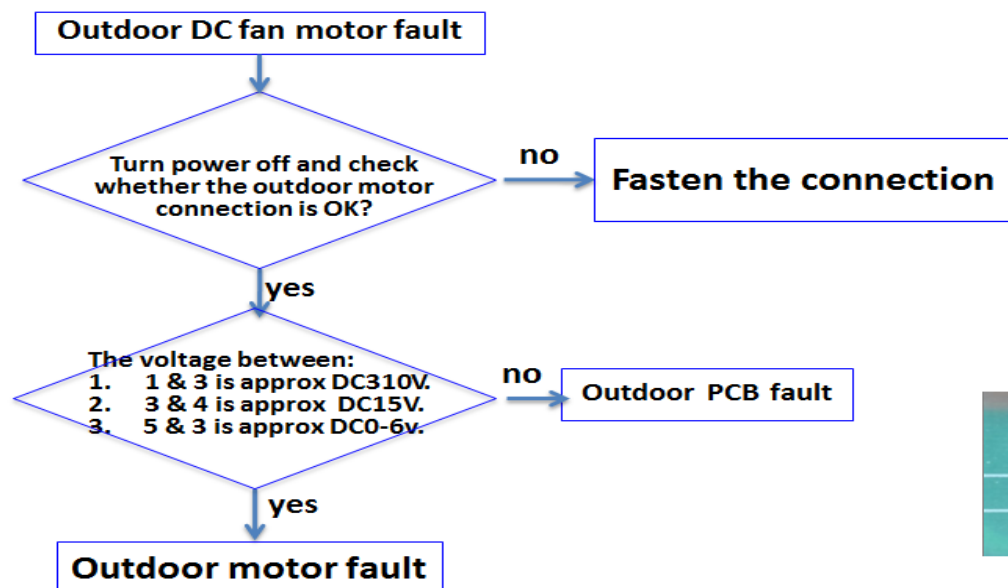 Outdoor DC fan motor fault
Turn power off and check
whether the outdoor motor
connection is OK?
no
Fasten the connection
yes
The voltage between:
1. 1 & 3 is approx DC310V.
2. 3 & 4 is approx DC15V.
3. 5 & 3 is approx DC0-6v.
no
Outdoor PCB fault
yes
Outdoor motor fault